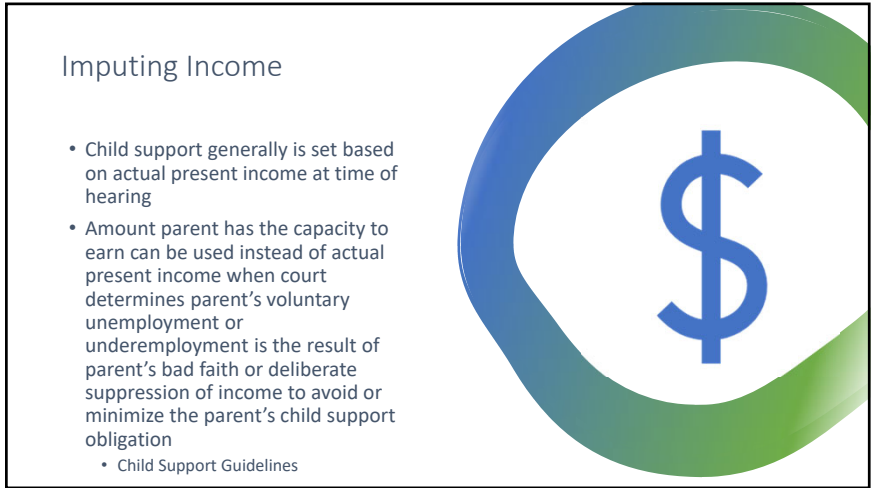 Imputing Income
• Child support generally is set based
on actual present income at time of
hearing
• Amount parent has the capacity to
earn can be used instead of actual
present income when court
determines parent’s voluntary
unemployment or
underemployment is the result of
parent’s bad faith or deliberate
suppression of income to avoid or
minimize the parent’s child support
obligation
• Child Support Guidelines
$